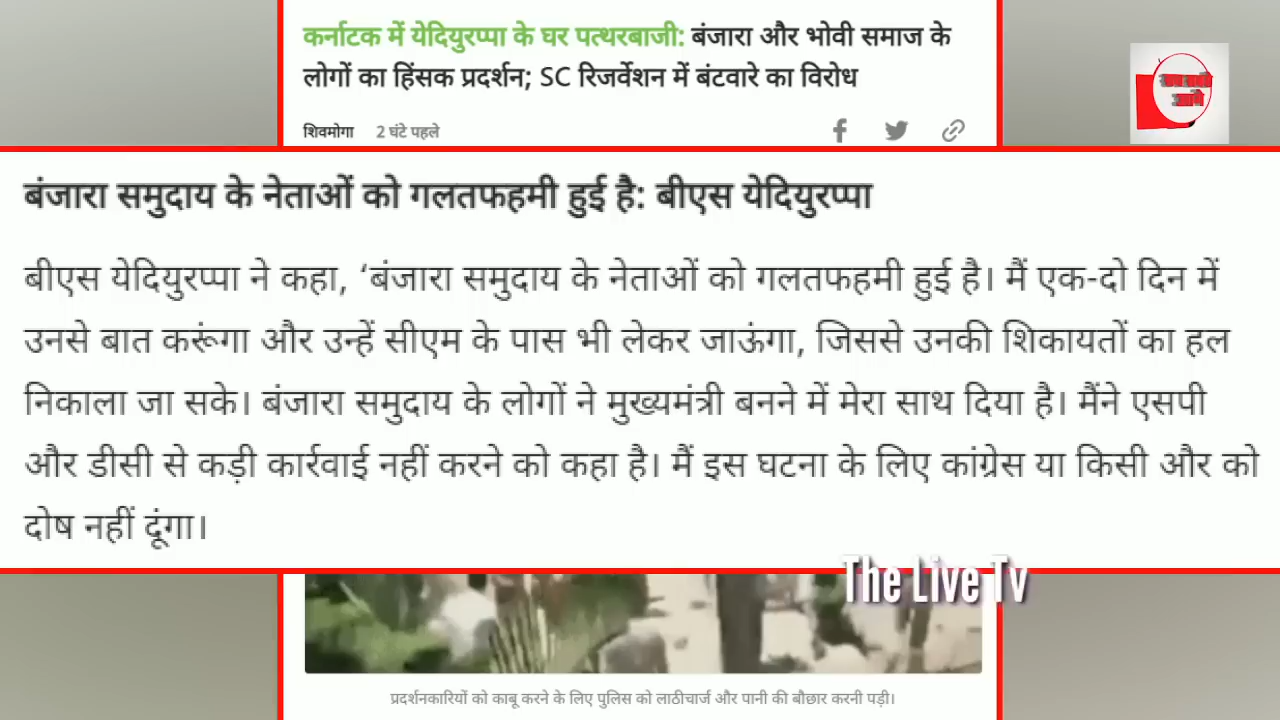 कर्नाटक में येदियुरप्पा के घर पत्थरबाजी: बंजारा और भोवी समाज के
लोगों का हिंसक प्रदर्शन; SC रिजर्वेशन में बंटवारे का विरोध
शिवमोगा 2 घंटे पहले
बंजारा समुदाय के नेताओं को गलतफहमी हुई है: बीएस येदियुरप्पा
बीएस येदियुरप्पा ने कहा, ‘बंजारा समुदाय के नेताओं को गलतफहमी हुई है। मैं एक-दो दिन में
उनसे बात करूंगा और उन्हें सीएम के पास भी लेकर जाऊंगा, जिससे उनकी शिकायतों का हल
निकाला जा सके। बंजारा समुदाय के लोगों ने मुख्यमंत्री बनने में मेरा साथ दिया है। मैंने एसपी
और डीसी से कड़ी कार्रवाई नहीं करने को कहा है। मैं इस घटना के लिए कांग्रेस या किसी और को
दोष नहीं दूंगा।
The Live Tv
प्रदर्शनकारियों को काबू करने के लिए पुलिस को लाठीचार्ज और पानी की बौछार करनी पड़ी।